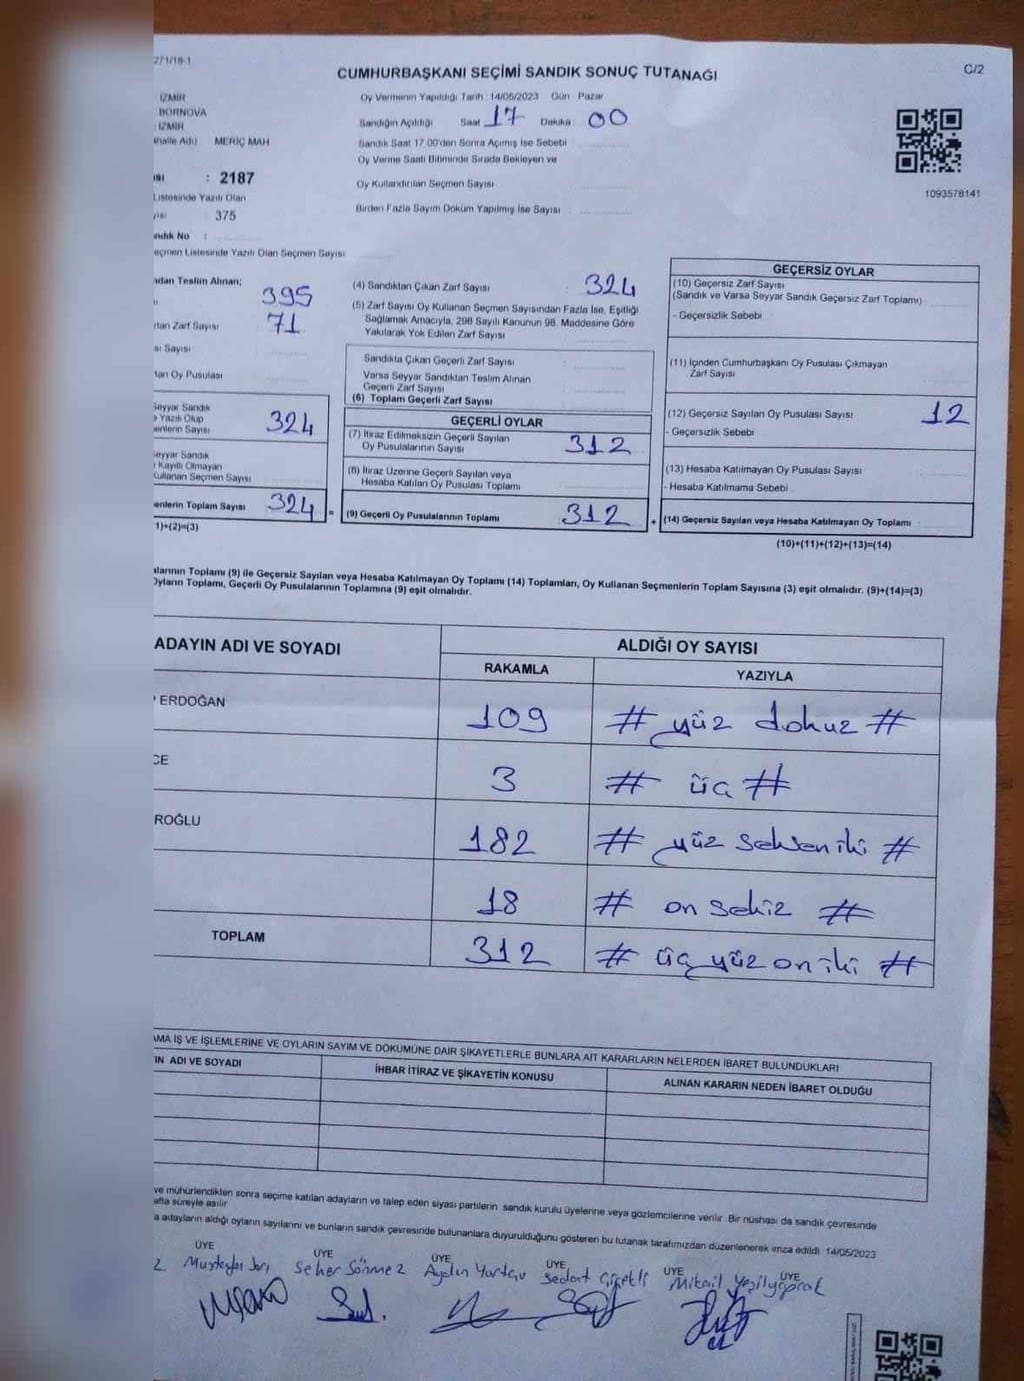 271/18-1
C/2
CUMHURBAŞKANI SEÇİMİ SANDIK SONUÇ TUTANAĞI
İZMİR
BORNOVA
İZMİR
MERİÇ MAH
: 2187
Listesinde Yazılı Olan
: 375
Sandık No :
Seçmen Listesinde Yazılı Olan Seçmen Sayısı
Oy Vermenin Yapıldığı Tarih : 14/05/2023 Gün Pazar
Sandığın Açıldığı Saat 17 Dakika : 00
Sandık Saat 17.00'den Sonra Açılmış İse Sebebi
Oy Verme Saati Bitiminde Sırada Bekleyen ve
Oy Kullandırılan Seçmen Sayısı
Birden Fazla Sayım Döküm Yapılmış İse Sayısı :
1093578141
Teslim Alınan;
395
71
Zarf Sayısı
Sayısı
Oy Pusulası
Seyyar Sandık
Yazılı Olup
Sayısı 324
Seyyar Sandık
Kayıtlı Olmayan
Kullanan Seçmen Sayısı
Toplam Sayısı 324
1)+(2)=(3)
(4) Sandıktan Çıkan Zarf Sayısı : 324
(5) Zarf Sayısı Oy Kullanan Seçmen Sayısından Fazla İse, Eşitliği
Sağlamak Amacıyla, 298 Sayılı Kanunun 98. Maddesine Göre
Yakılarak Yok Edilen Zarf Sayısı
Sandıkta Çıkan Geçerli Zarf Sayısı
Varsa Seyyar Sandıktan Teslim Alınan
Geçerli Zarf Sayısı
(6) Toplam Geçerli Zarf Sayısı
GEÇERLİ OYLAR
(7) İtiraz Edilmeksizin Geçerli Sayılan
Oy Pusulalarının Sayısı 312
(8) İtiraz Üzerine Geçerli Sayılan veya
Hesaba Katılan Oy Pusulası Toplamı
= (9) Geçerli Oy Pusulalarının Toplamı 312 +
GEÇERSİZ OYLAR
(10) Geçersiz Zarf Sayısı
(Sandık ve Varsa Seyyar Sandık Geçersiz Zarf Toplamı)
- Geçersizlik Sebebi
(11) İçinden Cumhurbaşkanı Oy Pusulası Çıkmayan
Zarf Sayısı
(12) Geçersiz Sayılan Oy Pusulası Sayısı 12
- Geçersizlik Sebebi
(13) Hesaba Katılmayan Oy Pusulası Sayısı
- Hesaba Katılmama Sebebi
(14) Geçersiz Sayılan veya Hesaba Katılmayan Oy Toplamı
(10)+(11)+(12)+(13)=(14)
Toplamı (9) ile Geçersiz Sayılan veya Hesaba Katılmayan Oy Toplamı (14) Toplamları, Oy Kullanan Seçmenlerin Toplam Sayısına (3) eşit olmalıdır. (9)+(14)=(3)
Oyların Toplamı, Geçerli Oy Pusulalarının Toplamına (9) eşit olmalıdır.
ADAYIN ADI VE SOYADI
ALDIĞI OY SAYISI
RAKAMLA YAZIYLA
ERDOĞAN 109 # yüz dokuz #
CE 3 # üç #
ROĞLU 182 # yüz seksen iki #
18 # on sekiz #
TOPLAM 312 # üç yüz on iki #
AMA İŞ VE İŞLEMLERİNE VE OYLARIN SAYIM VE DÖKÜMÜNE DAİR ŞİKAYETLERLE BUNLARA AİT KARARLARIN NELERDEN İBARET BULUNDUKLARI
IN ADI VE SOYADI İHBAR İTİRAZ VE ŞİKAYETİN KONUSU ALINAN KARARIN NEDEN İBARET OLDUĞU
ve mühürlendikten sonra seçime katılan adayların ve talep eden siyasi partilerin sandık kurulu üyelerine veya gözlemcilerine verilir. Bir nüshası da sandık çevresinde
hafta süreyle asılır
adayların aldığı oyların sayılarını ve bunların sandık çevresinde bulunanlara duyurulduğunu gösteren bu tutanak tarafımızdan düzenlenerek imza edildi. 14/05/2023
ÜYE ÜYE ÜYE ÜYE ÜYE ÜYE
Seher Sönmez Aydın Sedat Mikail Yeşilyaprak